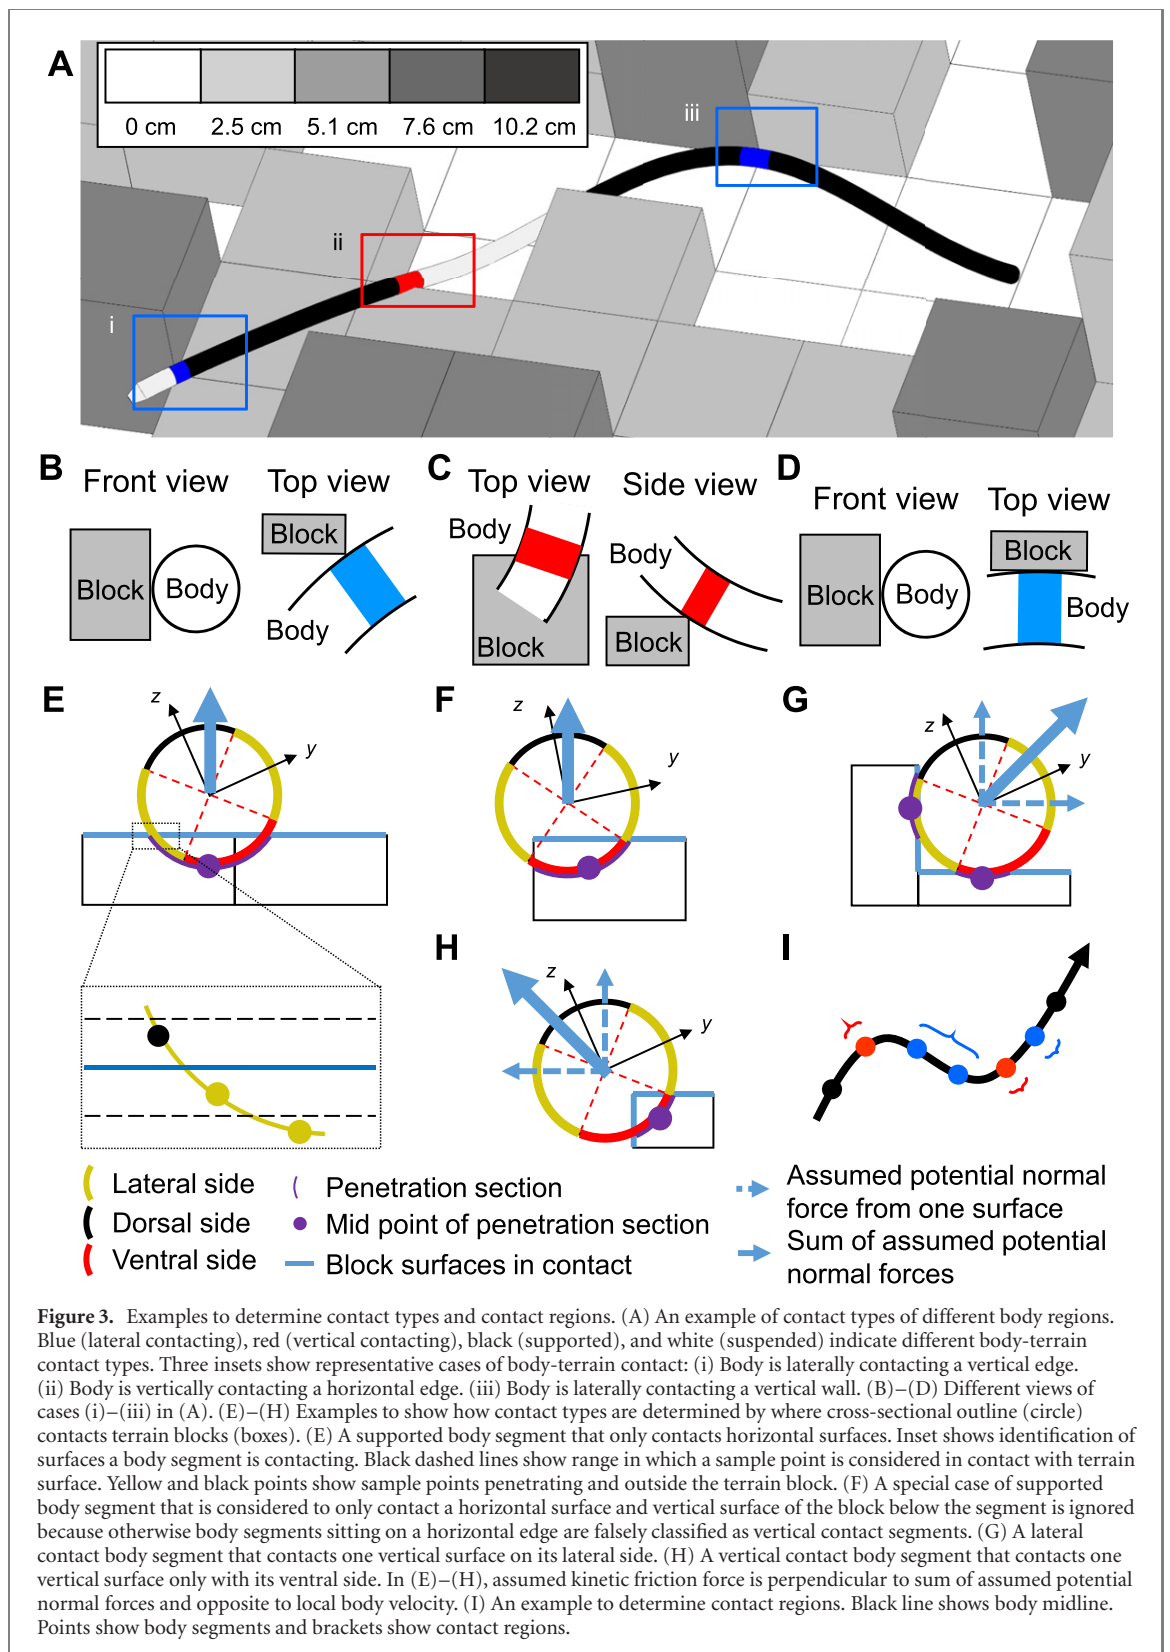 A
0 cm 2.5 cm 5.1 cm 7.6 cm 10.2 cm
iii
ii
i
B
Front view
Top view
Block
Body
Block
Body
C
Top view
Side view
Body
Block
Body
Block
D
Front view
Top view
Block
Body
Block
Body
E
z
y
F
z
y
G
z
y
H
z
y
I
Lateral side
Dorsal side
Ventral side
Penetration section
Mid point of penetration section
Block surfaces in contact
Assumed potential normal
force from one surface
Sum of assumed potential
normal forces
Figure 3. Examples to determine contact types and contact regions. (A) An example of contact types of different body regions.
Blue (lateral contacting), red (vertical contacting), black (supported), and white (suspended) indicate different body-terrain
contact types. Three insets show representative cases of body-terrain contact: (i) Body is laterally contacting a vertical edge.
(ii) Body is vertically contacting a horizontal edge. (iii) Body is laterally contacting a vertical wall. (B)–(D) Different views of
cases (i)–(iii) in (A). (E)–(H) Examples to show how contact types are determined by where cross-sectional outline (circle)
contacts terrain blocks (boxes). (E) A supported body segment that only contacts horizontal surfaces. Inset shows identification of
surfaces a body segment is contacting. Black dashed lines show range in which a sample point is considered in contact with terrain
surface. Yellow and black points show sample points penetrating and outside the terrain block. (F) A special case of supported
body segment that is considered to only contact a horizontal surface and vertical surface of the block below the segment is ignored
because otherwise body segments sitting on a horizontal edge are falsely classified as vertical contact segments. (G) A lateral
contact body segment that contacts one vertical surface on its lateral side. (H) A vertical contact body segment that contacts one
vertical surface only with its ventral side. In (E)–(H), assumed kinetic friction force is perpendicular to sum of assumed potential
normal forces and opposite to local body velocity. (I) An example to determine contact regions. Black line shows body midline.
Points show body segments and brackets show contact regions.